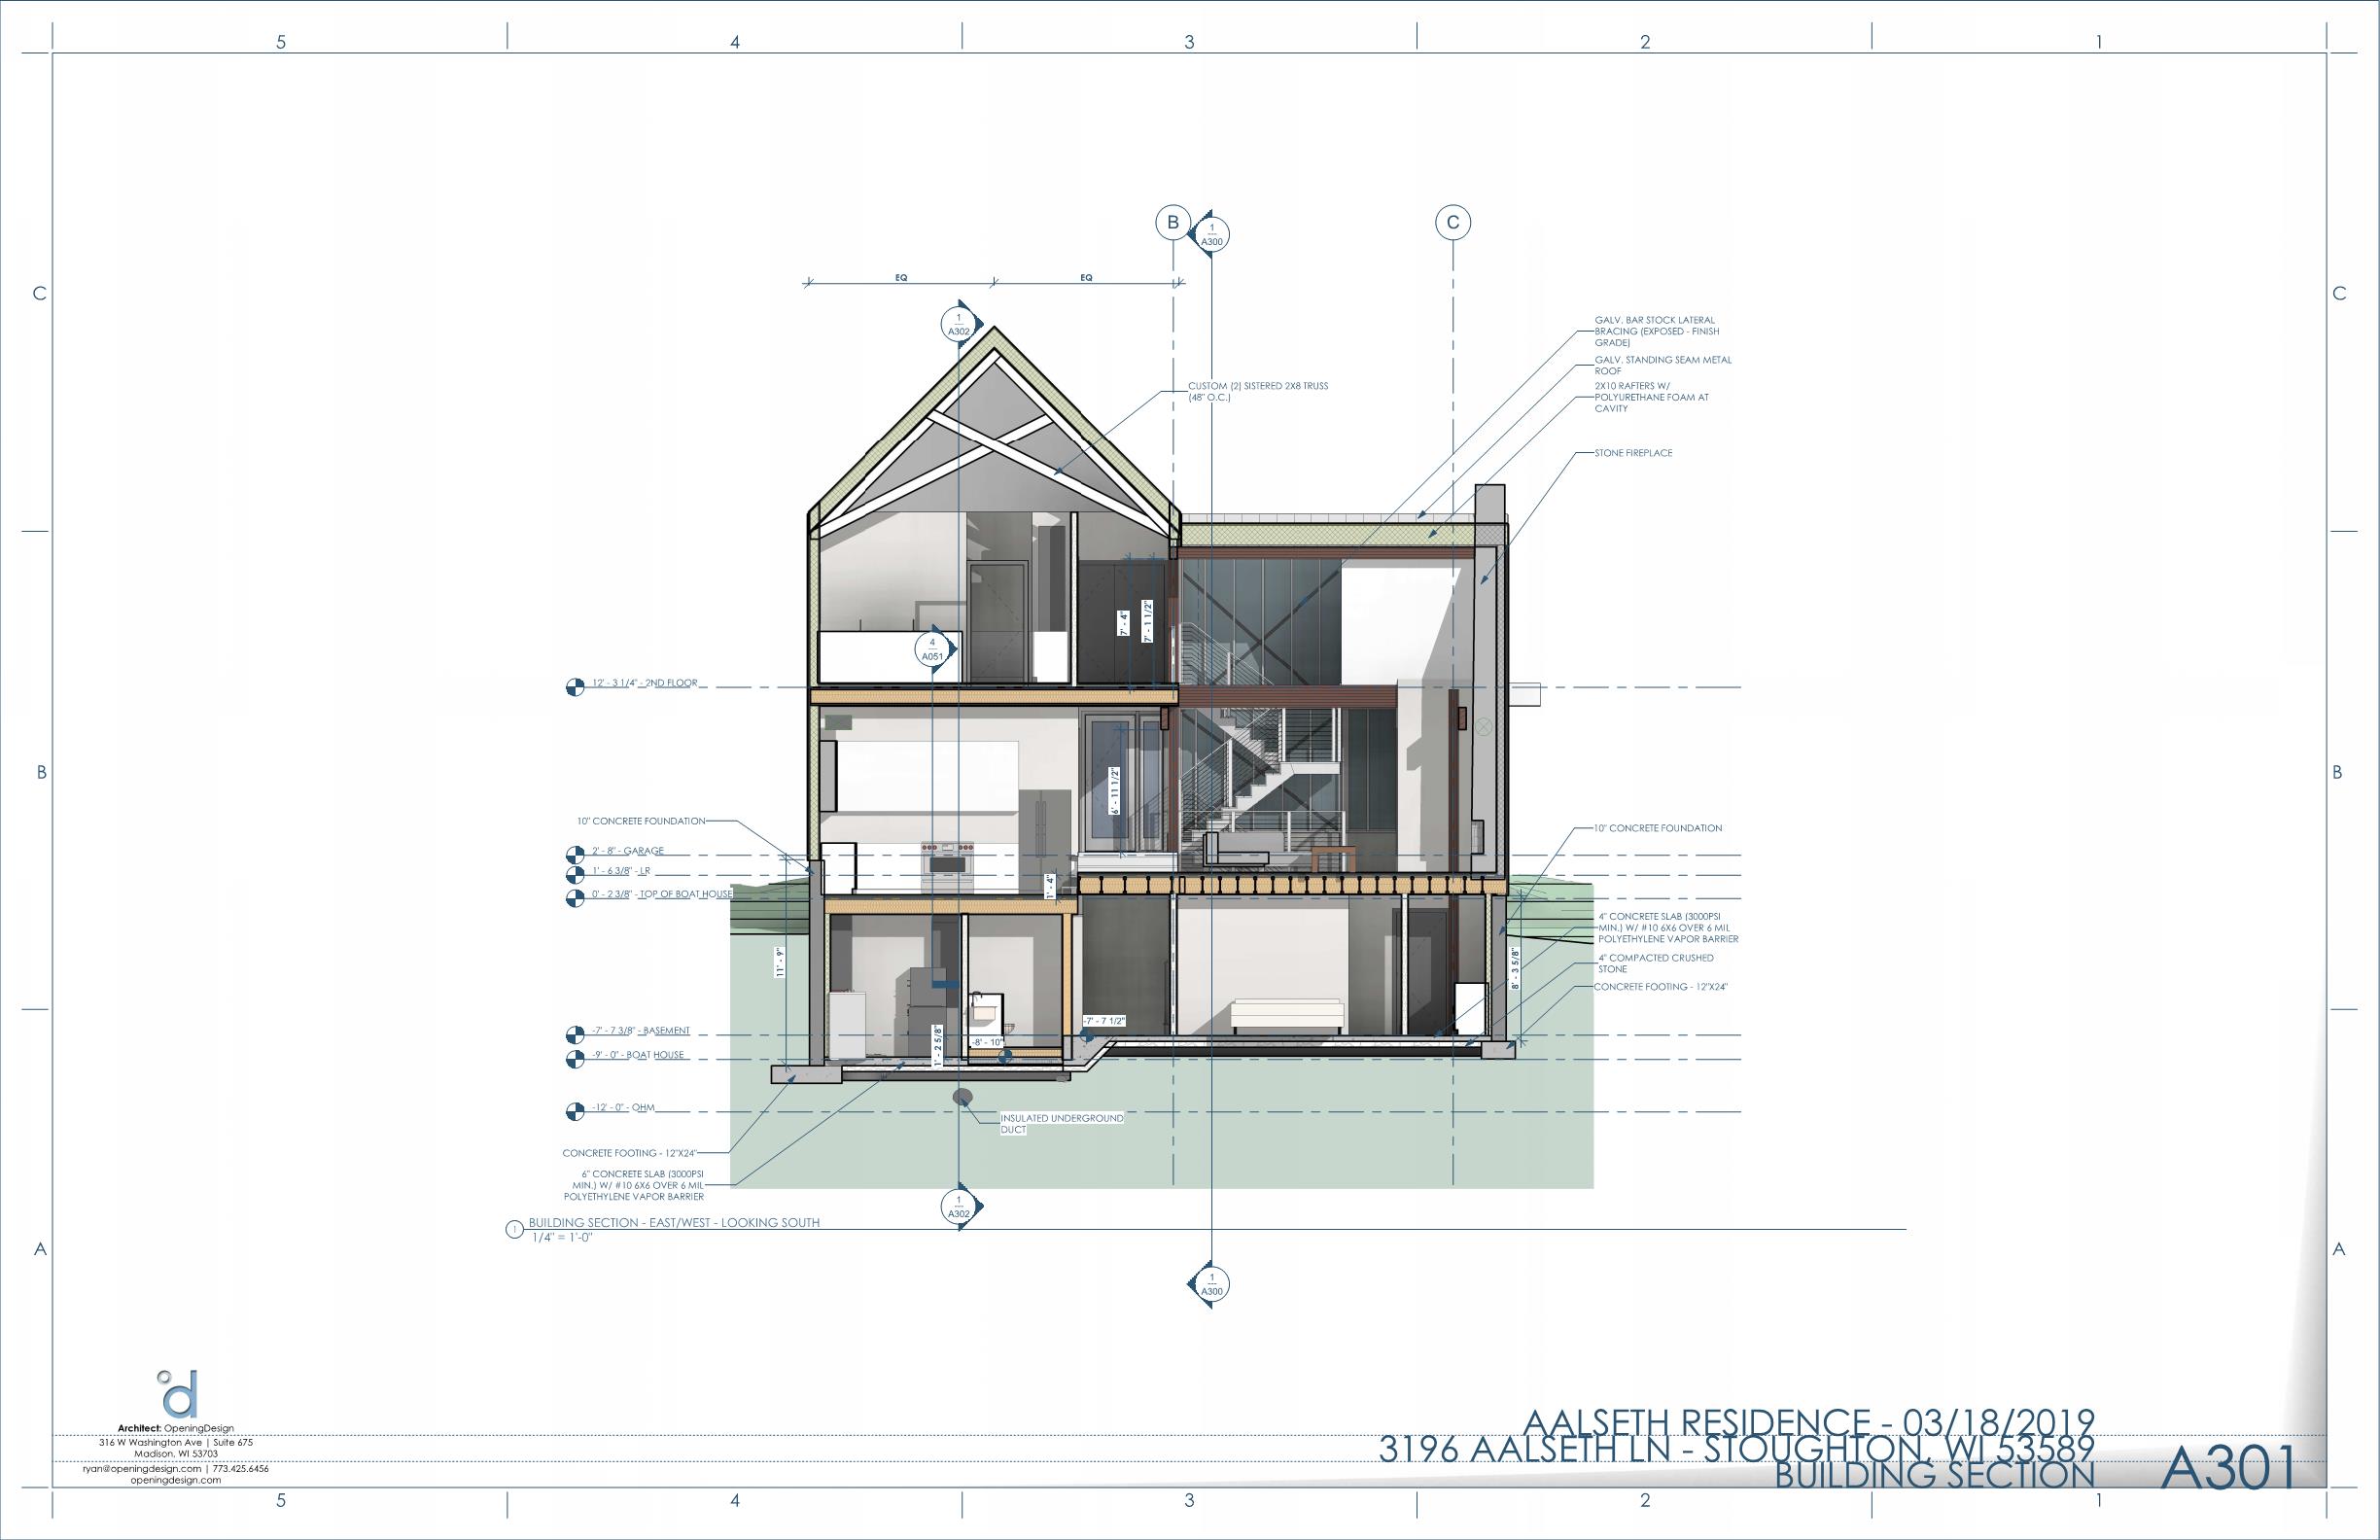 5
4
3
2
1
C
C
B
B
A
A
B
1
A300
C
EQ
EQ
1
A302
GALV. BAR STOCK LATERAL
BRACING (EXPOSED - FINISH
GRADE)
GALV. STANDING SEAM METAL
ROOF
2X10 RAFTERS W/
POLYURETHANE FOAM AT
CAVITY
CUSTOM (2) SISTERED 2X8 TRUSS
(48" O.C.)
STONE FIREPLACE
7' - 4"
7' - 1 1/2"
4
A051
12' - 3 1/4" - 2ND FLOOR
6' - 11 1/2"
10" CONCRETE FOUNDATION
10" CONCRETE FOUNDATION
2' - 8" - GARAGE
1' - 6 3/8" - LR
0' - 2 3/8" - TOP OF BOAT HOUSE
1' - 4"
11' - 9"
8' - 3 5/8"
4" CONCRETE SLAB (3000PSI
MIN.) W/ #10 6X6 OVER 6 MIL
POLYETHYLENE VAPOR BARRIER
4" COMPACTED CRUSHED
STONE
CONCRETE FOOTING - 12"X24"
-7' - 7 1/2"
-7' - 7 3/8" - BASEMENT
1' - 2 5/8"
-8' - 10"
-9' - 0" - BOAT HOUSE
-12' - 0" - OHM
INSULATED UNDERGROUND
DUCT
CONCRETE FOOTING - 12"X24"
6" CONCRETE SLAB (3000PSI
MIN.) W/ #10 6X6 OVER 6 MIL
POLYETHYLENE VAPOR BARRIER
1
A302
1
BUILDING SECTION - EAST/WEST - LOOKING SOUTH
1/4" = 1'-0"
1
A300
d
Architect: OpeningDesign
316 W Washington Ave | Suite 675
Madison, WI 53703
ryan@openingdesign.com | 773.425.6456
openingdesign.com
AALSETH RESIDENCE - 03/18/2019
3196 AALSETH LN - STOUGHTON, WI 53589
BUILDING SECTION
A301
5
4
3
2
1